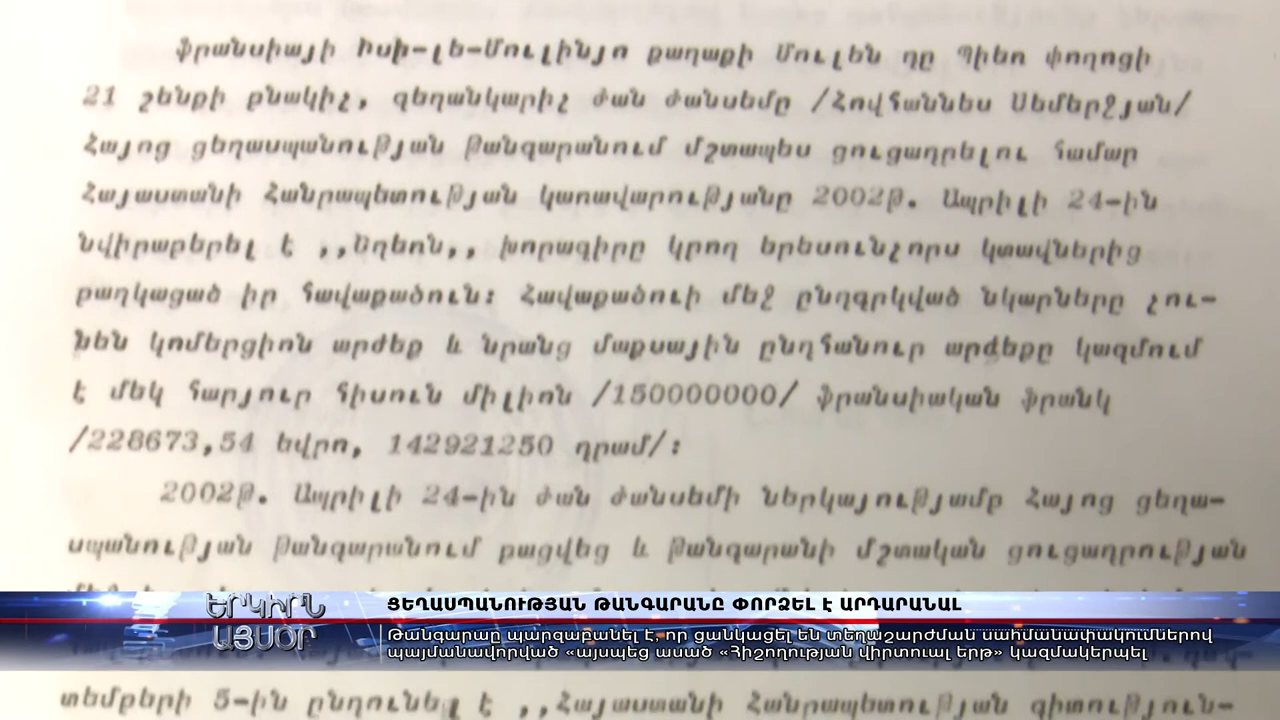 Ֆրանսիայի Իսի-լե-Մուլինյո քաղաքի Մուլեն դը Պիեռ փողոցի
21 շենքի բնակիչ, գեղանկարիչ Ժան Ժանսեմը /Հովհաննես Սեմերջյան/
Հայոց ցեղասպանության թանգարանում մշտապես ցուցադրելու համար
Հայաստանի Հանրապետության կառավարությանը 2002թ. Ապրիլի 24-ին
նվիրաբերել է ,,Եղեռն,, խորագիրը կրող երեսունչորս կտավներից
բաղկացած իր հավաքածուն: Հավաքածուի մեջ ընդգրկված նկարները չու-
նեն կոմերցիոն արժեք և նրանց մաքսային ընդհանուր արժեքը կազմում
է մեկ հարյուր հիսուն միլիոն /150000000/ ֆրանսիական ֆրանկ
/228673,54 եվրո, 142921250 դրամ/:
2002թ. Ապրիլի 24-ին Ժան Ժանսեմի ներկայությամբ Հայոց ցեղա-
սպանության թանգարանում բացվեց և թանգարանի մշտական ցուցադրության
ԵՐԿԻՐՆ
ԱՅՍՕՐ
ՑԵՂԱՍՊԱՆՈՒԹՅԱՆ ԹԱՆԳԱՐԱՆԸ ՓՈՐՁԵԼ Է ԱՐԴԱՐԱՆԱԼ
Թանգարաը պարզաբանել է, որ ցանկացել են տեղաշարժման սահմանափակումներով
պայմանավորված «այսպեց ասած «Հիշողության վիրտուալ երթ» կազմակերպել
տեմբերի 5-ին ընդունել է ,,Հայաստանի Հանրապետության գիտություն-